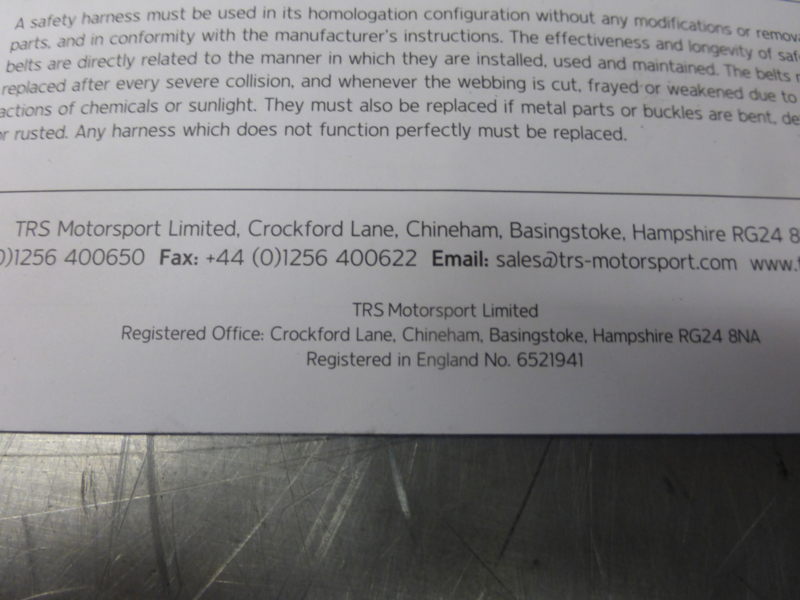 A safety harness must be used in its homologation configuration without any modifications or remov
parts, and in conformity with the manufacturer's instructions. The effectiveness and longevity of saf
belts are directly related to the manner in which they are installed, used and maintained. The belts
replaced after every severe collision, and whenever the webbing is cut, frayed or weakened due to
actions of chemicals or sunlight. They must also be replaced if metal parts or buckles are bent, de
or rusted. Any harness which does not function perfectly must be replaced.
TRS Motorsport Limited, Crockford Lane, Chineham, Basingstoke, Hampshire RG24 8
0)1256 400650 Fax: +44 (0)1256 400622 Email: sales@trs-motorsport.com www.t
TRS Motorsport Limited
Registered Office: Crockford Lane, Chineham, Basingstoke, Hampshire RG24 8NA
Registered in England No. 6521941